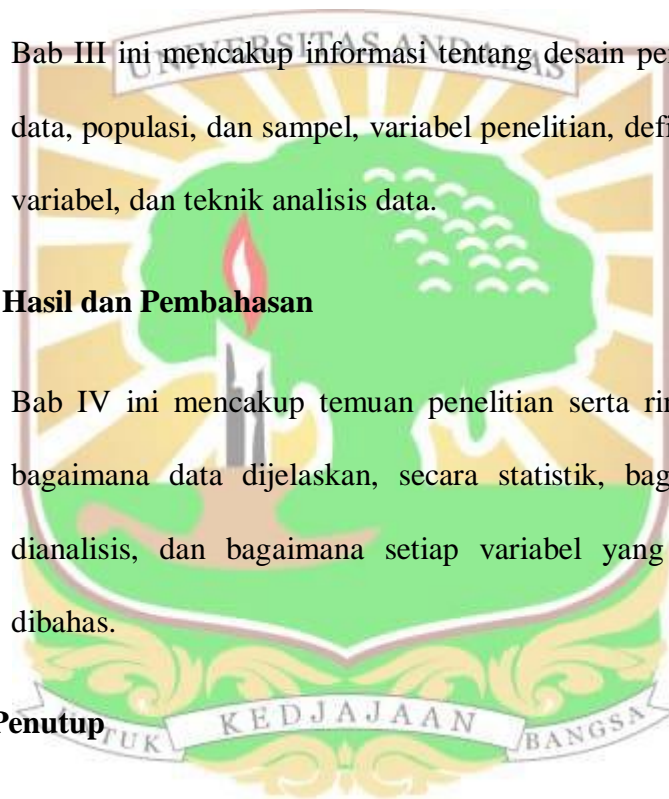 UNIVERSITAS ANDALAS
Bab III ini mencakup informasi tentang desain pe
data, populasi, dan sampel, variabel penelitian, defi
variabel, dan teknik analisis data.
Hasil dan Pembahasan
Bab IV ini mencakup temuan penelitian serta ri
bagaimana data dijelaskan, secara statistik, bag
dianalisis, dan bagaimana setiap variabel yang
dibahas.
Penutup
UNTUK KEDJAJAAN BANGSA